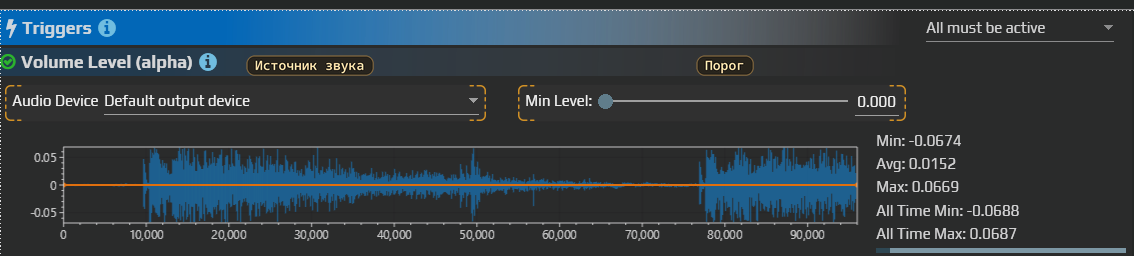 Triggers
All must be active
Volume Level (alpha)
Источник звука
Порог
Audio Device Default output device
Min Level: 0.000
0.05
0
-0.05
0 10,000 20,000 30,000 40,000 50,000 60,000 70,000 80,000 90,000
Min: -0.0674
Avg: 0.0152
Max: 0.0669
All Time Min: -0.0688
All Time Max: 0.0687